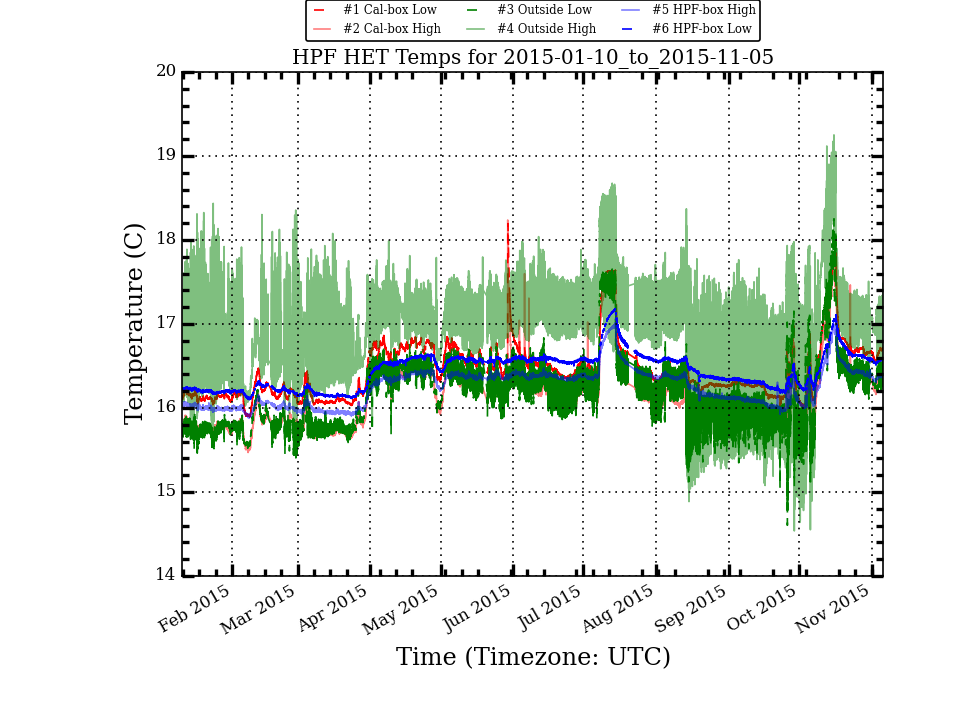 #1 Cal-box Low #3 Outside Low #5 HPF-box High
#2 Cal-box High #4 Outside High #6 HPF-box Low
HPF HET Temps for 2015-01-10_to_2015-11-05
20
19
18
17
16
15
14
Temperature (C)
Feb 2015 Mar 2015 Apr 2015 May 2015 Jun 2015 Jul 2015 Aug 2015 Sep 2015 Oct 2015 Nov 2015
Time (Timezone: UTC)